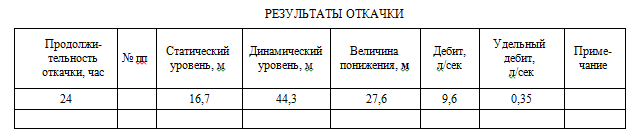 РЕЗУЛЬТАТЫ ОТКАЧКИ
Продолжи- тельность откачки, час | № пп | Статический уровень, м | Динамический уровень, м | Величина понижения, м | Дебит, л/сек | Удельный дебит, л/сек | Приме- чание
24 | | 16,7 | 44,3 | 27,6 | 9,6 | 0,35 |